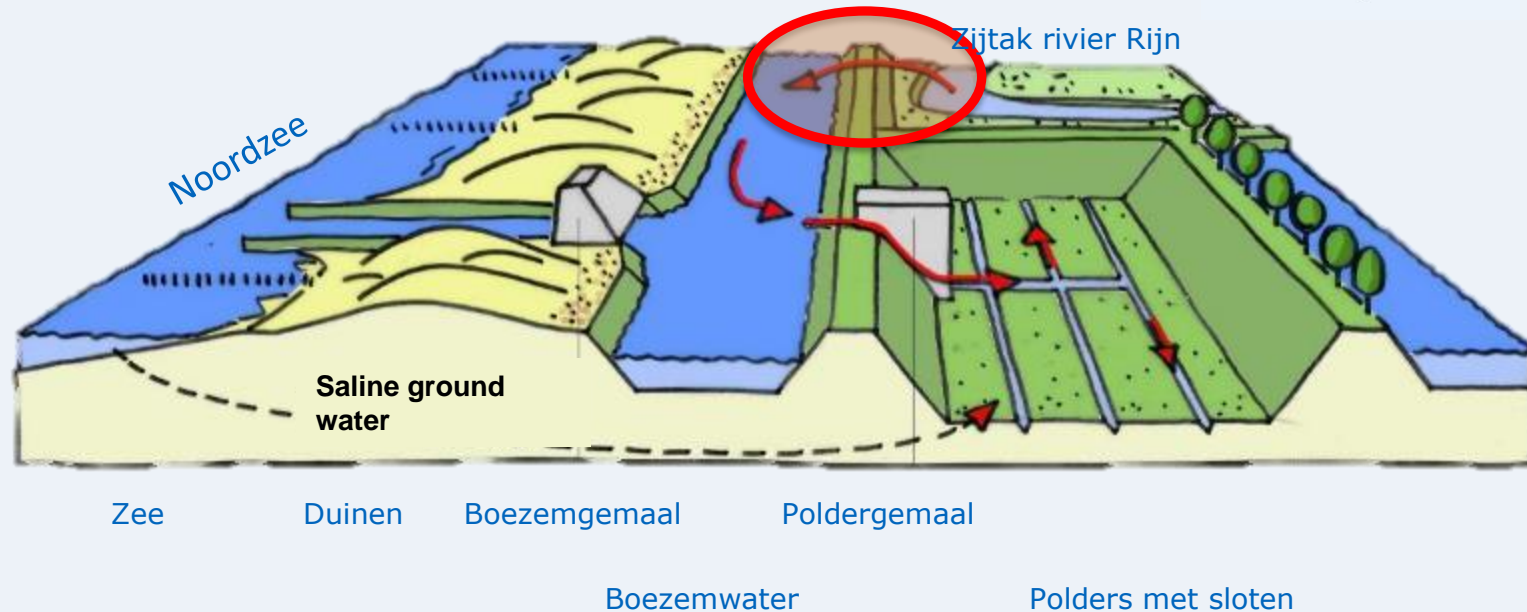 Zijtak rivier Rijn
Noordzee
Saline ground
water
Zee Duinen Boezemgemaal Poldergemaal
Boezemwater Polders met sloten